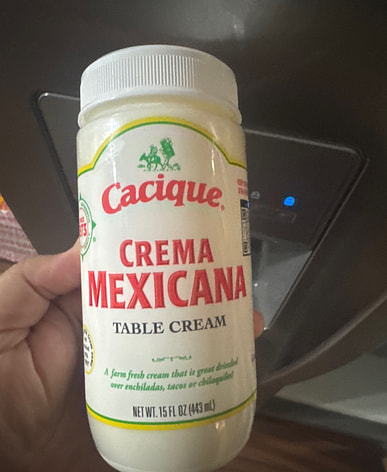 Cacique®
CREMA
MEXICANA
TABLE CREAM
A farm fresh cream that is great drizzled
over enchiladas, tacos or chilaquiles!
NET WT. 15 FL OZ (443 mL)